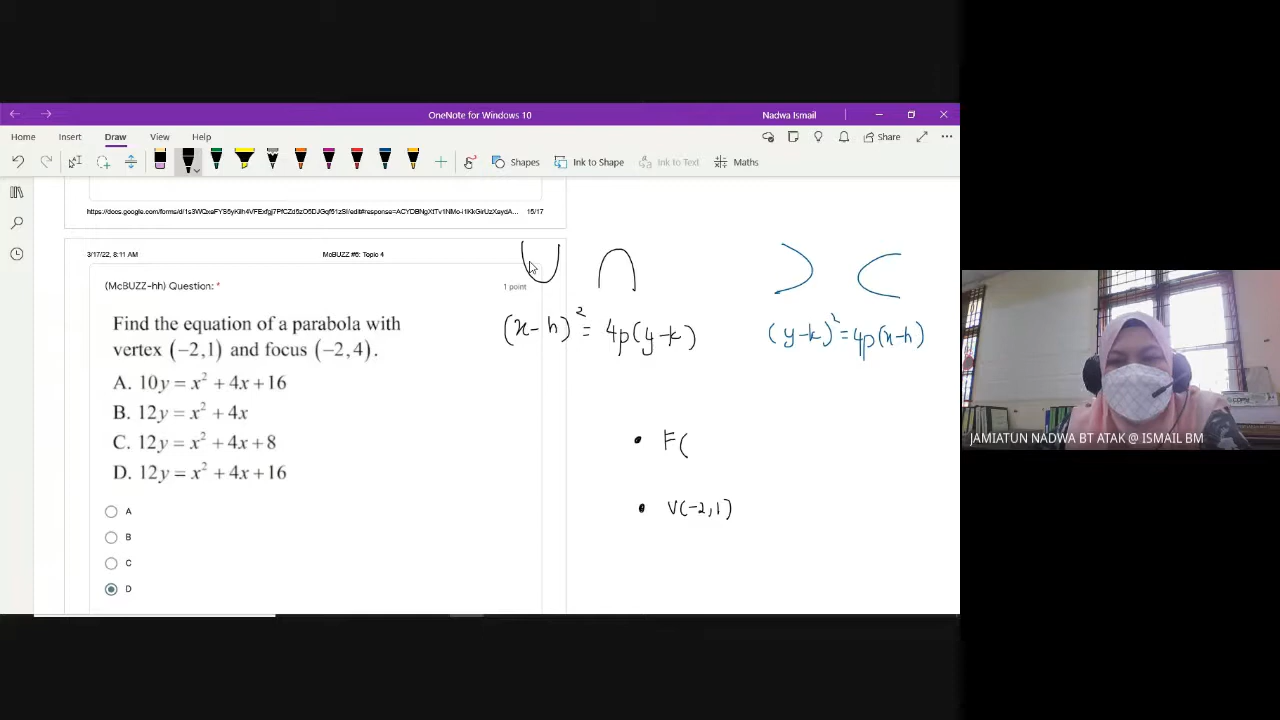 OneNote for Windows 10
Nadwa Ismail
Home Insert Draw View Help
Share
Shapes Ink to Shape Ink to Text Maths
15/17
3/17/22, 8:11 AM McBUZZ #6: Topic 4
(McBUZZ-hh) Question: *
1 point
Find the equation of a parabola with
vertex (−2,1) and focus (−2,4).
A. 10y = x² + 4x + 16
B. 12y = x² + 4x
C. 12y = x² + 4x + 8
D. 12y = x² + 4x + 16
A
B
C
D
(x−h)² = 4p(y−k)
(y−k)² = 4p(x−h)
F(
V(−2,1)
JAMIATUN NADWA BT ATAK @ ISMAIL BM